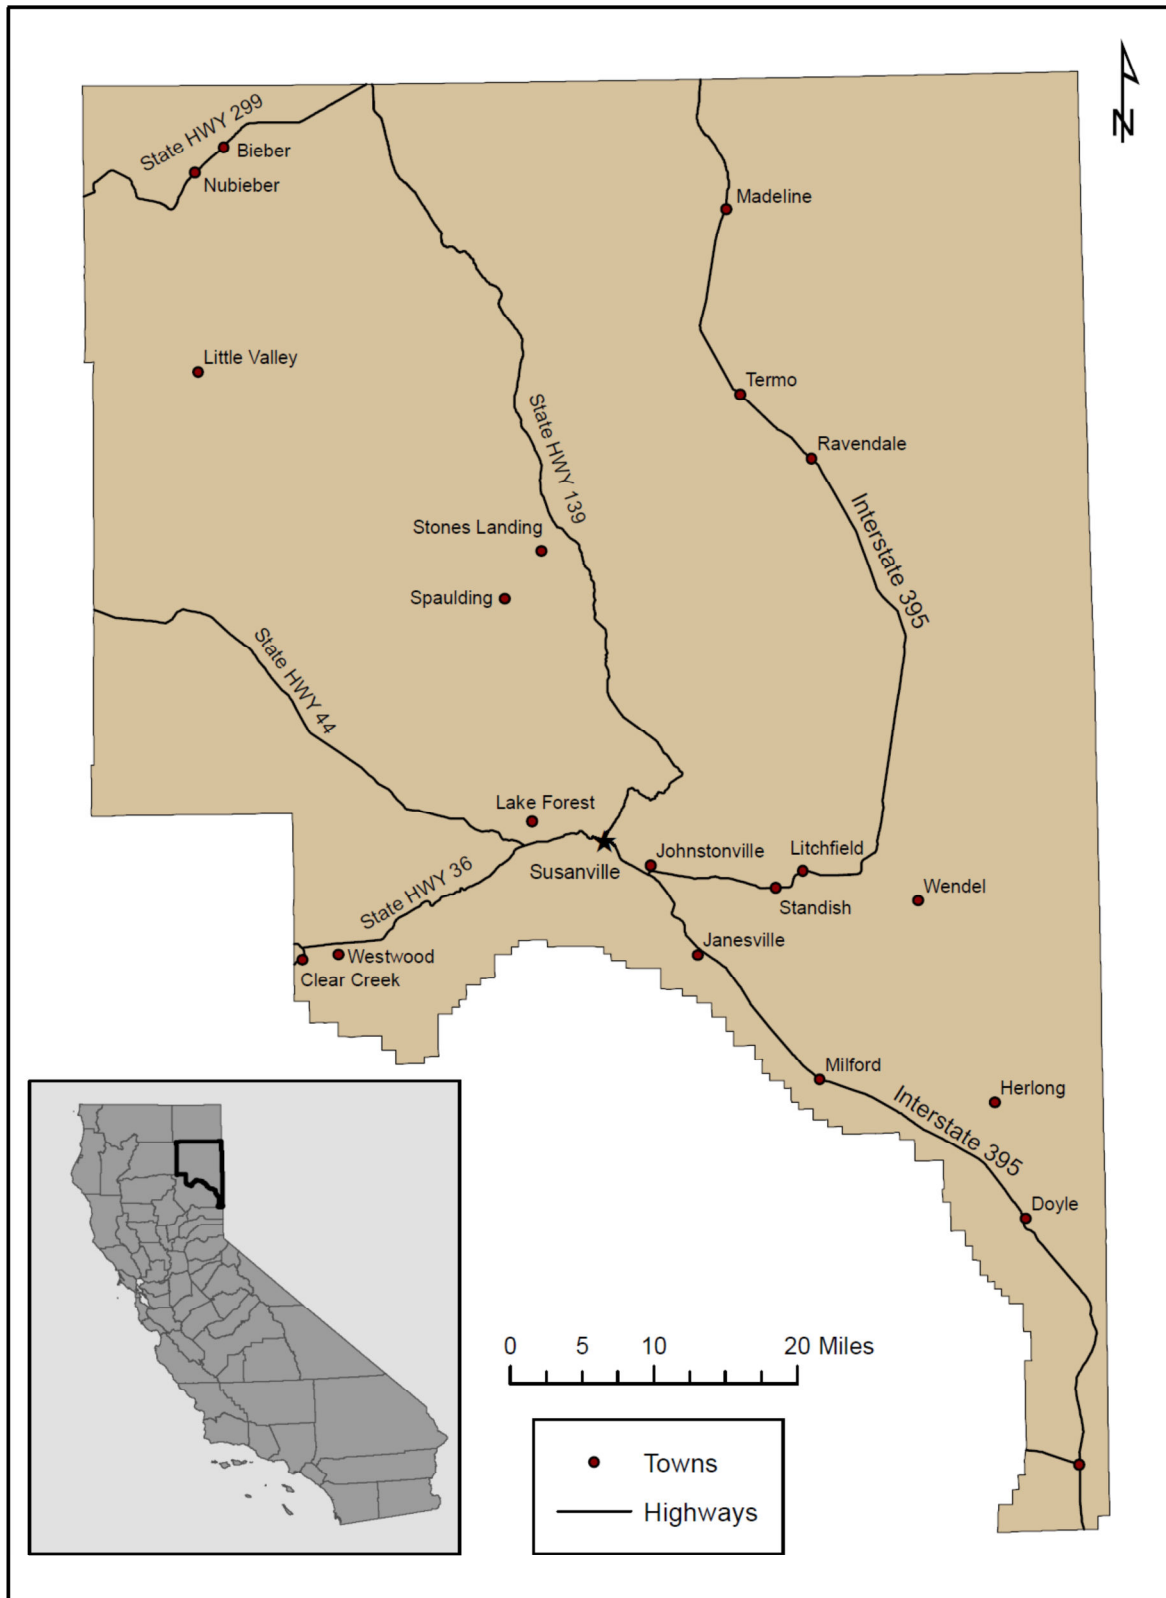 N
State HWY 299
Bieber
Nubieber
Madeline
Little Valley
Termo
State HWY 139
Ravendale
Interstate 395
Stones Landing
Spaulding
State HWY 44
Lake Forest
Susanville
Johnstonville
Litchfield
Standish
Wendel
State HWY 36
Westwood
Clear Creek
Janesville
Milford
Herlong
Interstate 395
Doyle
0 5 10 20 Miles
Towns
Highways